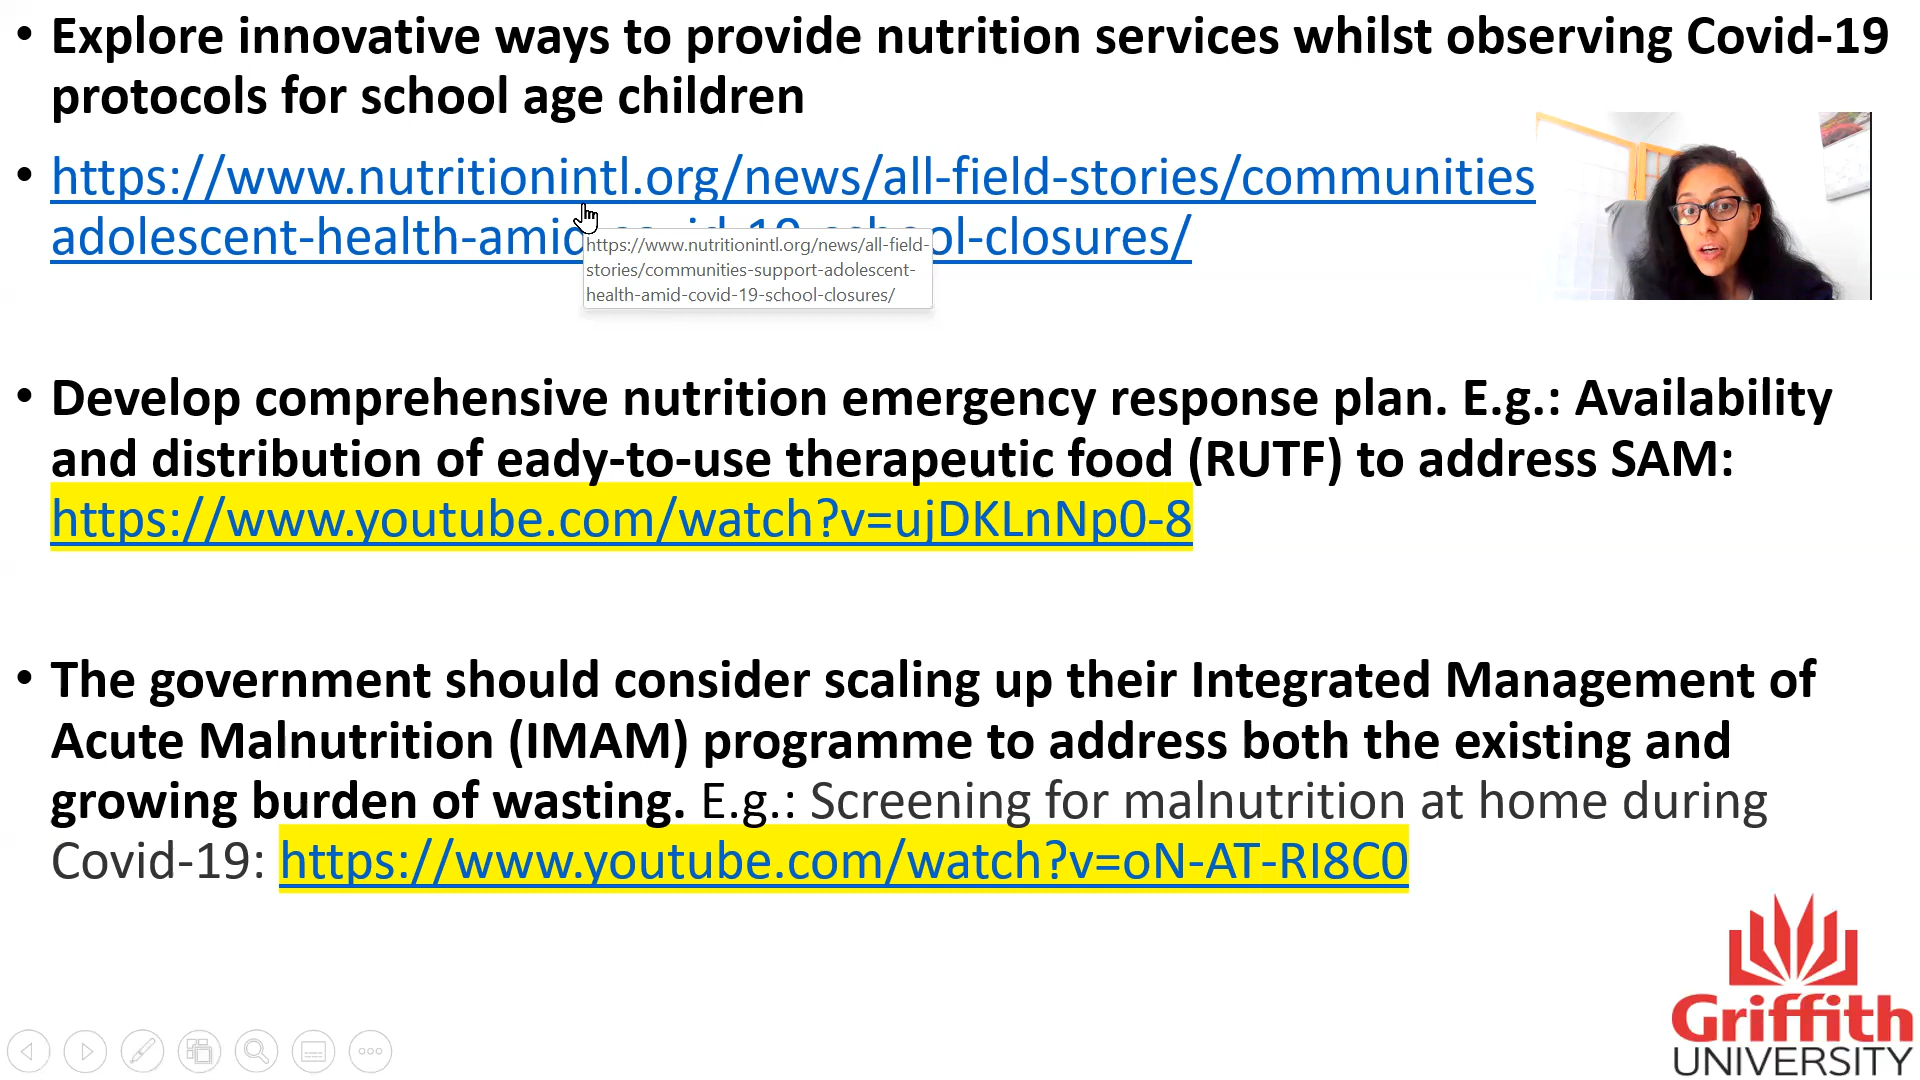 • Explore innovative ways to provide nutrition services whilst observing Covid-19
protocols for school age children
• https://www.nutritionintl.org/news/all-field-stories/communities
adolescent-health-amid-covid-19-school-closures/
https://www.nutritionintl.org/news/all-field-
stories/communities-support-adolescent-
health-amid-covid-19-school-closures/
• Develop comprehensive nutrition emergency response plan. E.g.: Availability
and distribution of eady-to-use therapeutic food (RUTF) to address SAM:
https://www.youtube.com/watch?v=ujDKLnNp0-8
• The government should consider scaling up their Integrated Management of
Acute Malnutrition (IMAM) programme to address both the existing and
growing burden of wasting. E.g.: Screening for malnutrition at home during
Covid-19: https://www.youtube.com/watch?v=oN-AT-RI8C0
Griffith
UNIVERSITY